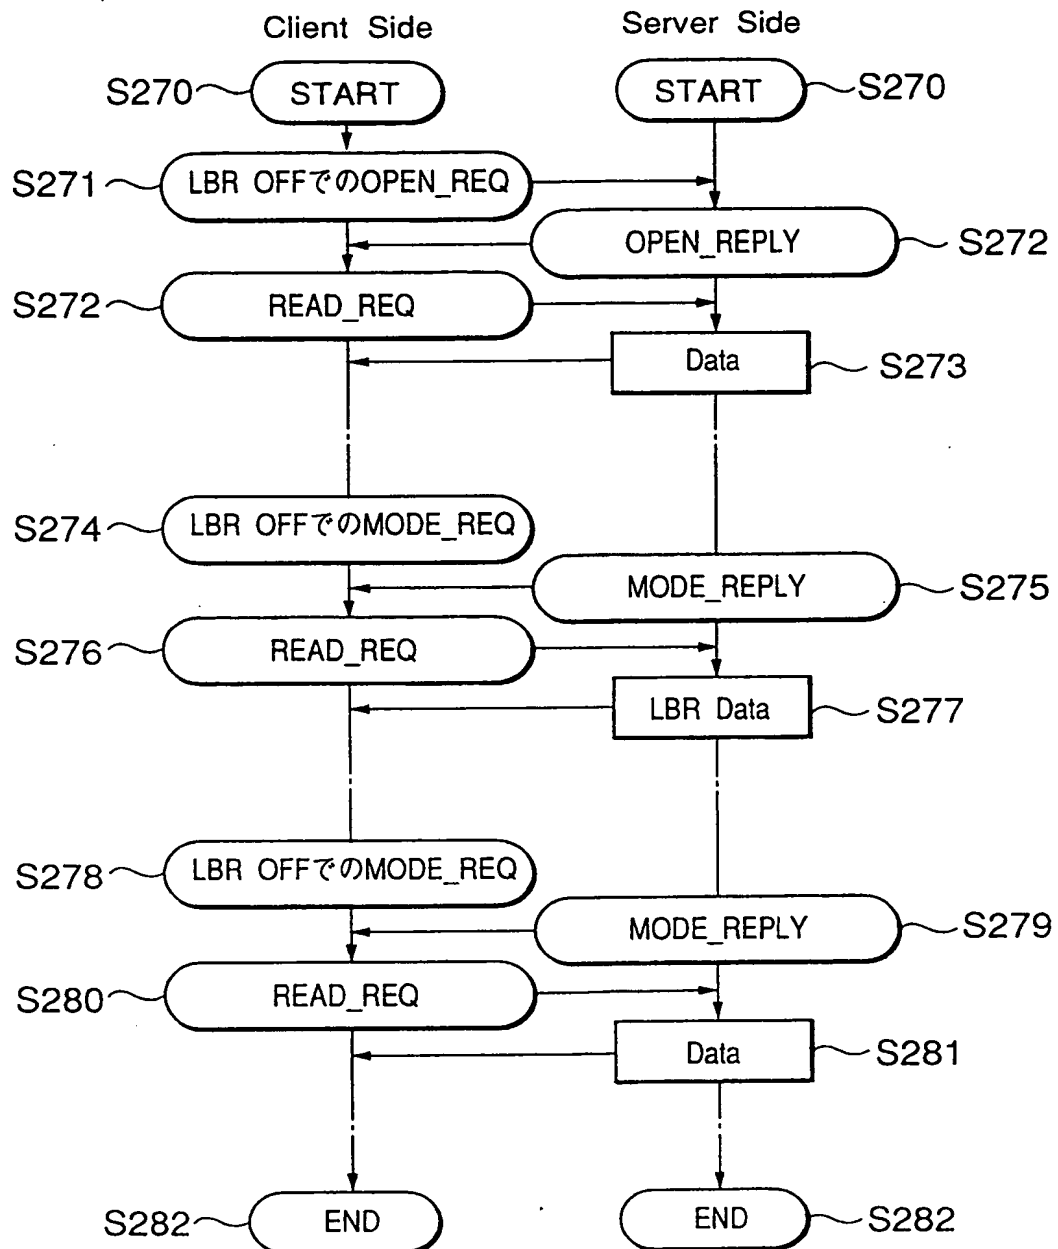 Client Side Server Side
S270 START START S270
S271 LBR OFFでのOPEN_REQ
OPEN_REPLY S272
S272 READ_REQ
Data S273
S274 LBR OFFでのMODE_REQ
MODE_REPLY S275
S276 READ_REQ
LBR Data S277
S278 LBR OFFでのMODE_REQ
MODE_REPLY S279
S280 READ_REQ
Data S281
S282 END END S282